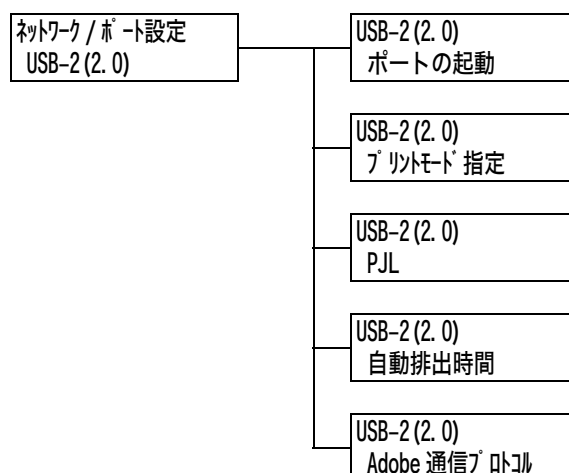 ﾈｯﾄﾜｰｸ / ﾎﾟｰﾄ設定
USB-2(2. 0)
USB-2(2. 0)
ポートの起動
USB-2(2. 0)
ﾌﾟﾘﾝﾄﾓｰﾄﾞ指定
USB-2(2. 0)
PJL
USB-2(2. 0)
自動排出時間
USB-2(2. 0)
Adobe 通信ﾌﾟﾛﾄｺﾙ